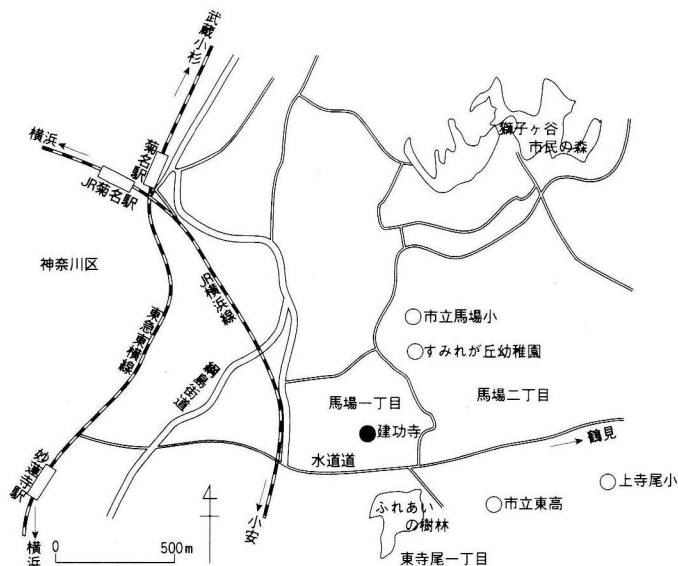 武蔵小杉
横浜
菊名駅
JR菊名駅
獅子ヶ谷
市民の森
神奈川区
JR横浜線
東急東横線
綱島街道
市立馬場小
すみれが丘幼稚園
馬場一丁目
馬場二丁目
建功寺
鶴見
水道道
妙蓮寺駅
上寺尾小
市立東高
ふれあい
の樹林
小安
横浜
東寺尾一丁目
0
500m